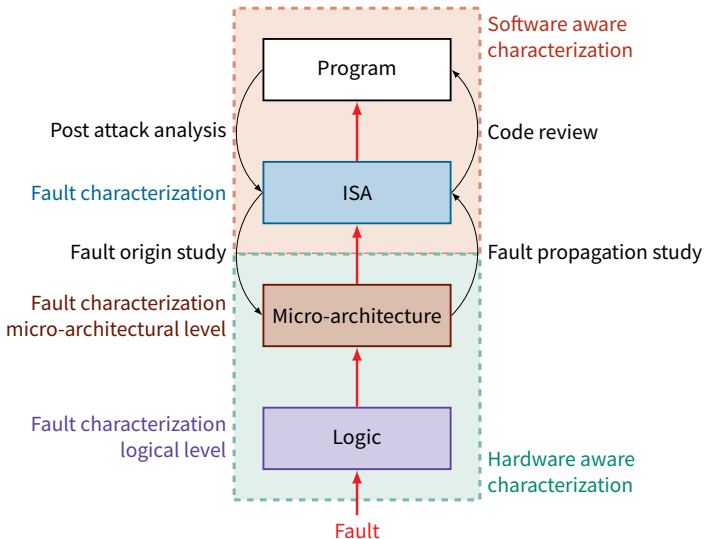 Software aware
characterization
Program
Post attack analysis
Code review
Fault characterization
ISA
Fault origin study
Fault propagation study
Fault characterization
micro-architectural level
Micro-architecture
Fault characterization
logical level
Logic
Hardware aware
characterization
Fault